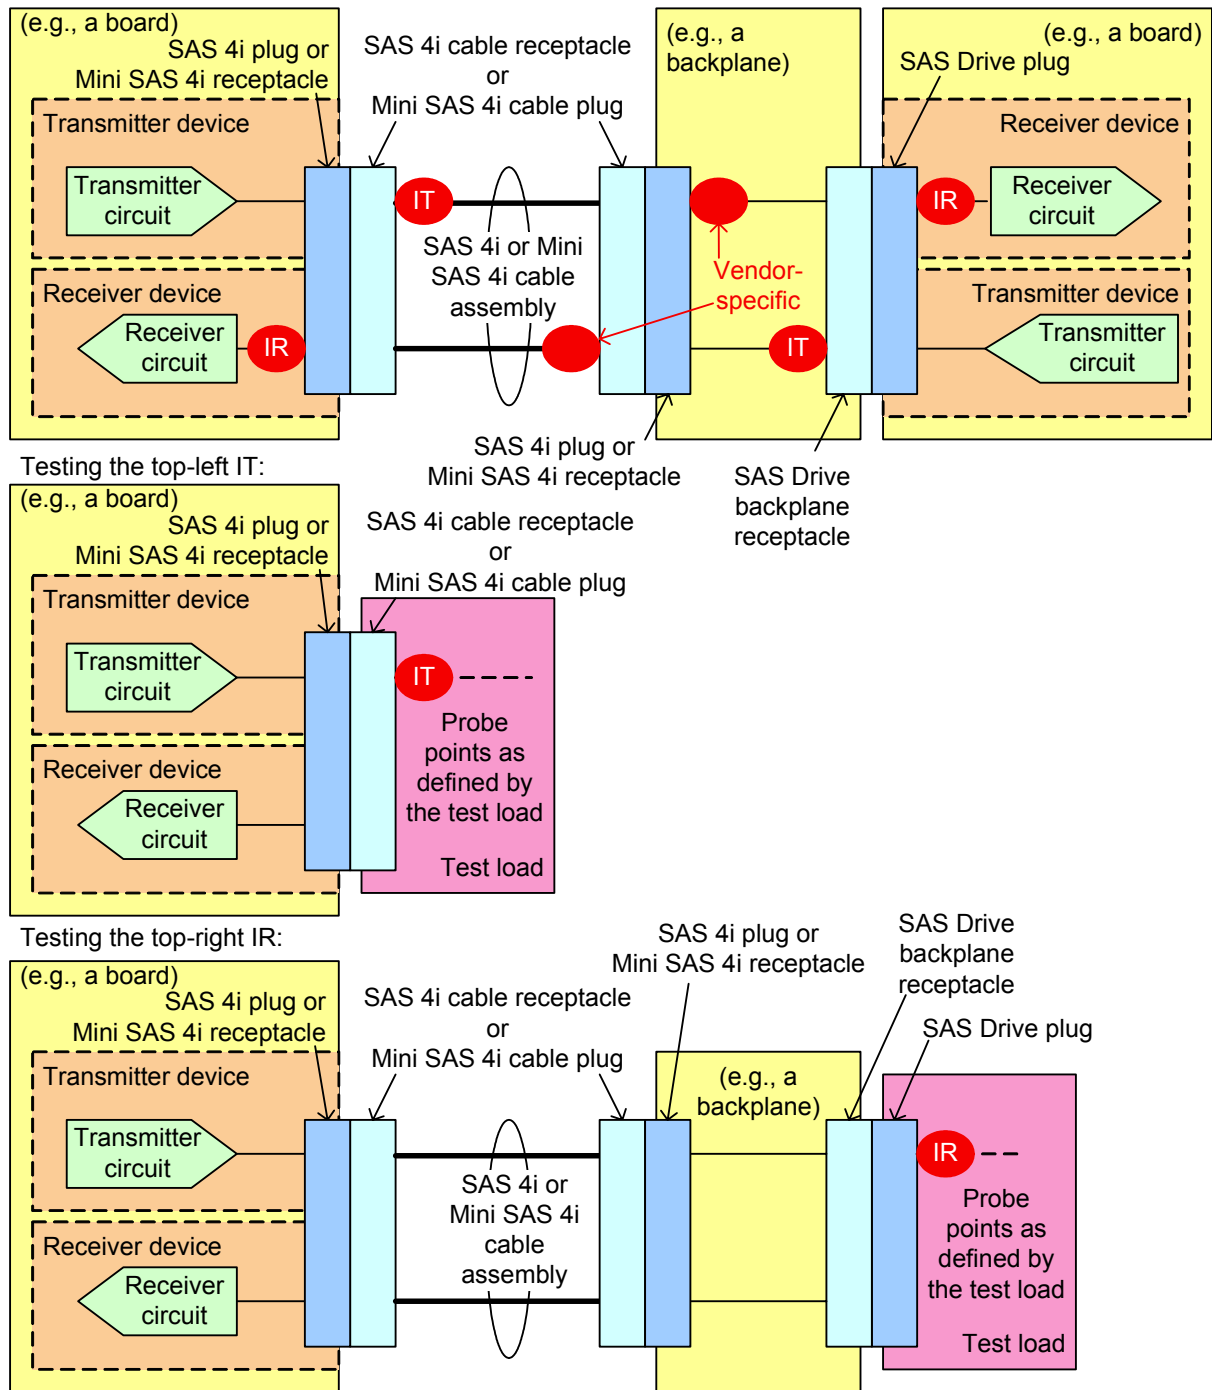 (e.g., a board)
SAS 4i plug or
Mini SAS 4i receptacle
SAS 4i cable receptacle
or
Mini SAS 4i cable plug
(e.g., a
backplane)
(e.g., a board)
SAS Drive plug
Transmitter device
Transmitter
circuit
IT
IR
Receiver device
Receiver
circuit
SAS 4i or Mini
SAS 4i cable
assembly
Vendor-
specific
Receiver device
Receiver
circuit
IR
IT
Transmitter device
Transmitter
circuit
SAS 4i plug or
Mini SAS 4i receptacle
SAS Drive
backplane
receptacle
Testing the top-left IT:
(e.g., a board)
SAS 4i plug or
Mini SAS 4i receptacle
SAS 4i cable receptacle
or
Mini SAS 4i cable plug
Transmitter device
Transmitter
circuit
IT
Receiver device
Receiver
circuit
Probe
points as
defined by
the test load
Test load
Testing the top-right IR:
(e.g., a board)
SAS 4i plug or
Mini SAS 4i receptacle
SAS 4i cable receptacle
or
Mini SAS 4i cable plug
SAS 4i plug or
Mini SAS 4i receptacle
SAS Drive
backplane
receptacle
SAS Drive plug
Transmitter device
Transmitter
circuit
(e.g., a
backplane)
IR
Receiver device
Receiver
circuit
SAS 4i or
Mini SAS 4i
cable
assembly
Probe
points as
defined by
the test load
Test load